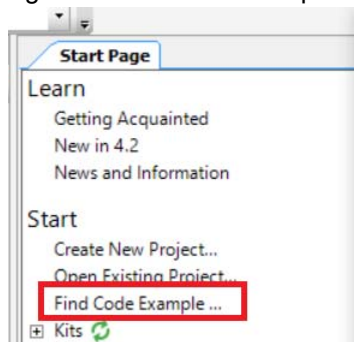 Start Page
Learn
Getting Acquainted
New in 4.2
News and Information
Start
Create New Project...
Open Existing Project...
Find Code Example ...
Kits